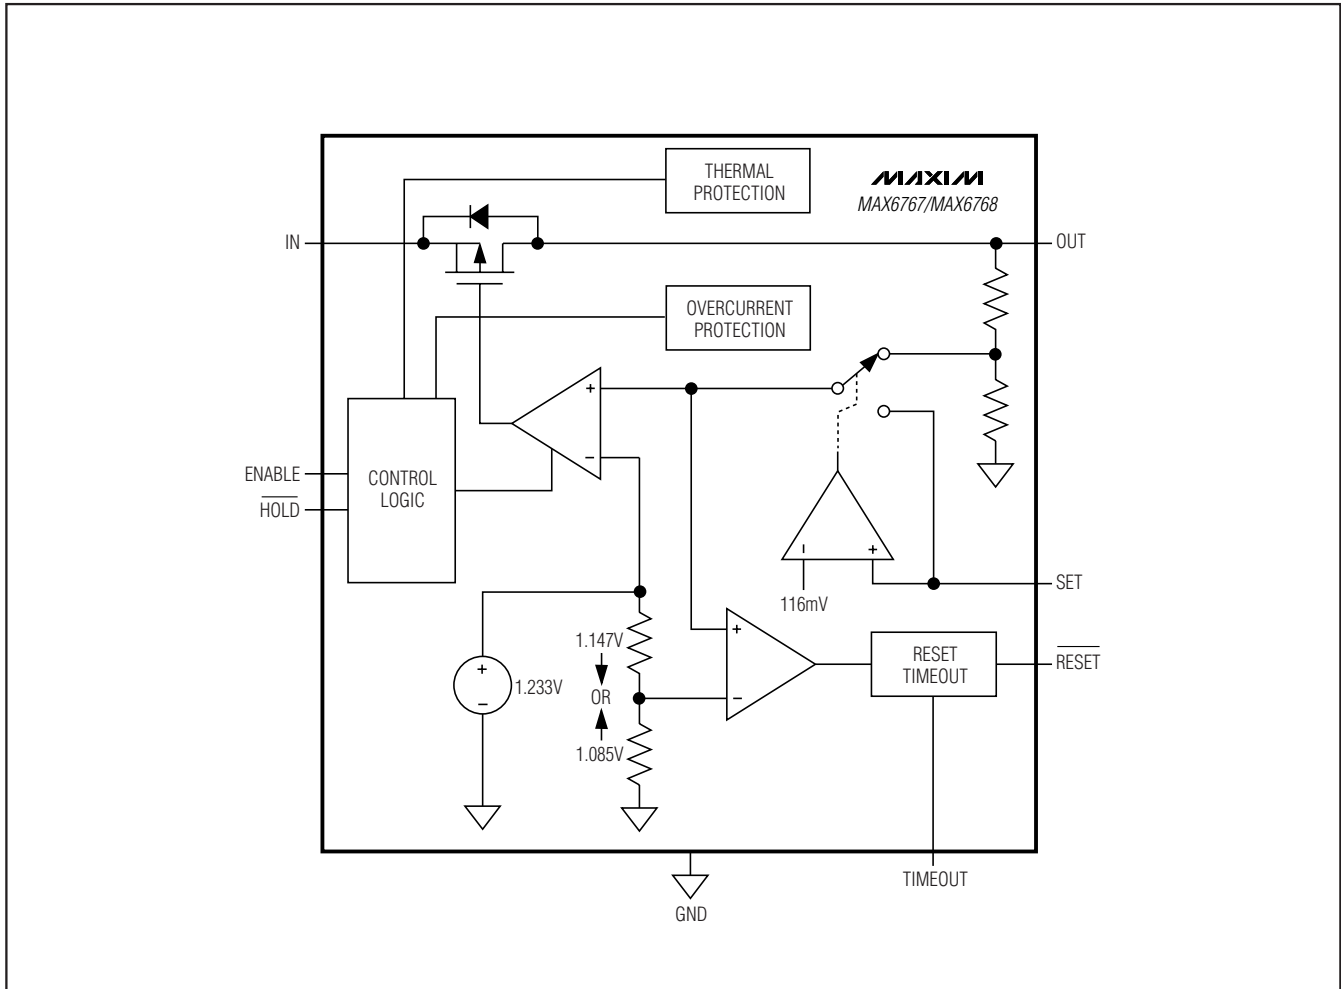 THERMAL
PROTECTION
MAXIM
MAX6767/MAX6768
IN
OUT
OVERCURRENT
PROTECTION
+
−
ENABLE
HOLD
CONTROL
LOGIC
− +
116mV
SET
1.147V
OR
1.085V
+
−
1.233V
+
−
RESET
TIMEOUT
RESET
TIMEOUT
GND